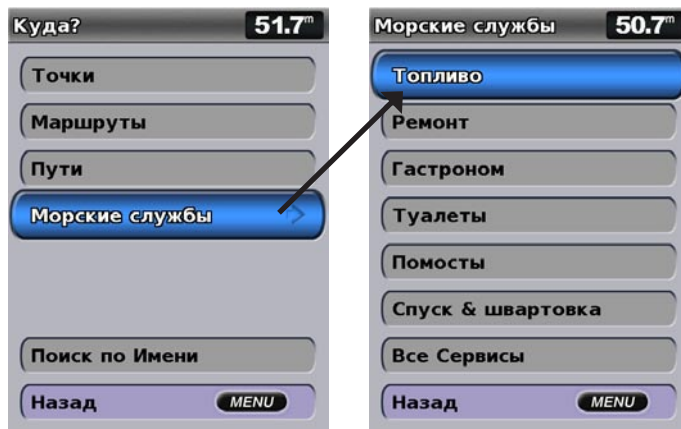 Куда? 51.7m
Точки
Маршруты
Пути
Морские службы
Поиск по Имени
Назад MENU
Морские службы 50.7m
Топливо
Ремонт
Гастроном
Туалеты
Помосты
Спуск & швартовка
Все Сервисы
Назад MENU